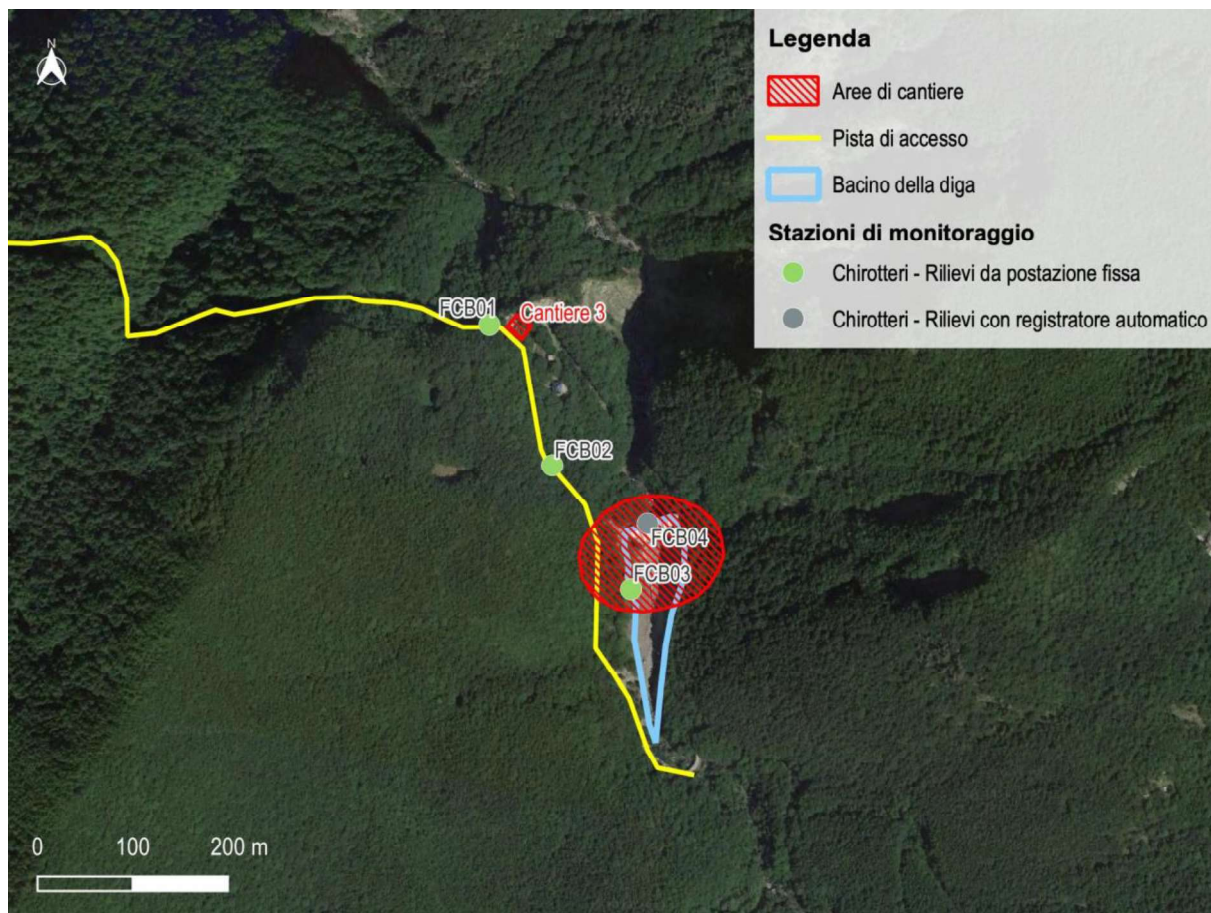 N
Legenda
Aree di cantiere
Pista di accesso
Bacino della diga
Stazioni di monitoraggio
Chirotteri - Rilievi da postazione fissa
Chirotteri - Rilievi con registratore automatico
FCB01
Cantiere 3
FCB02
FCB04
FCB03
0 100 200 m